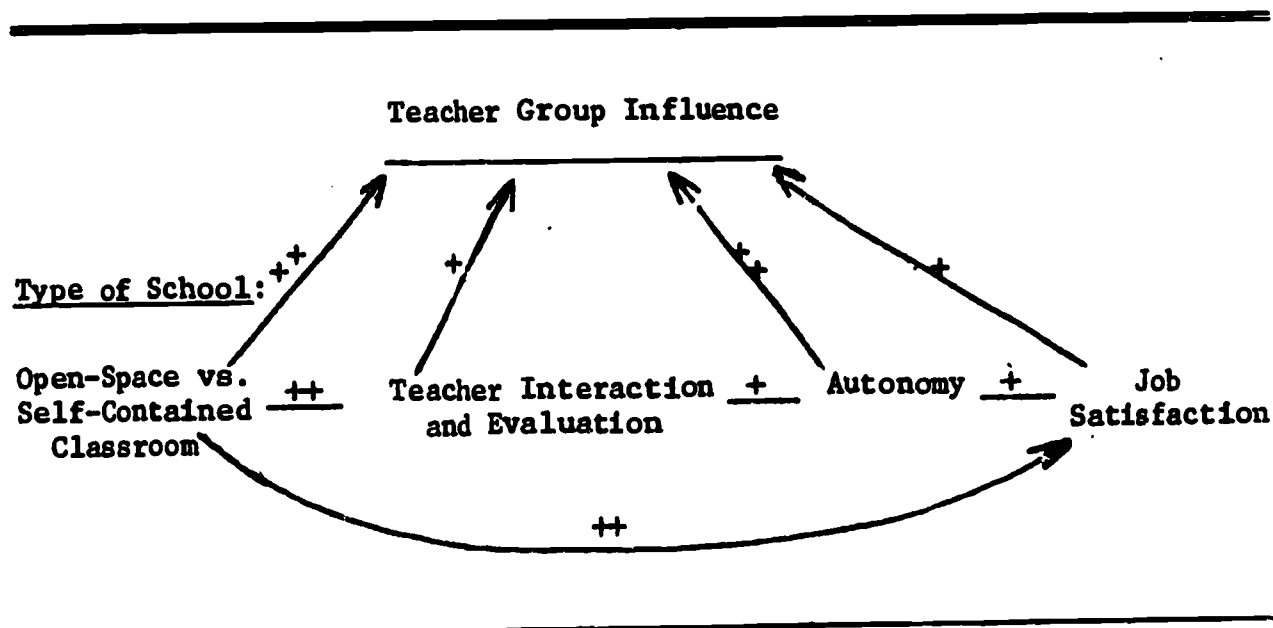 Teacher Group Influence
++ + ++ +
Type of School:
Open-Space vs. ++ Teacher Interaction + Autonomy + Job
Self-Contained and Evaluation Satisfaction
Classroom
++